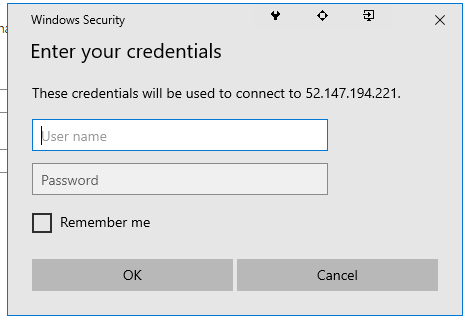 Windows Security
Enter your credentials
These credentials will be used to connect to 52.147.194.221.
User name
Password
Remember me
OK
Cancel